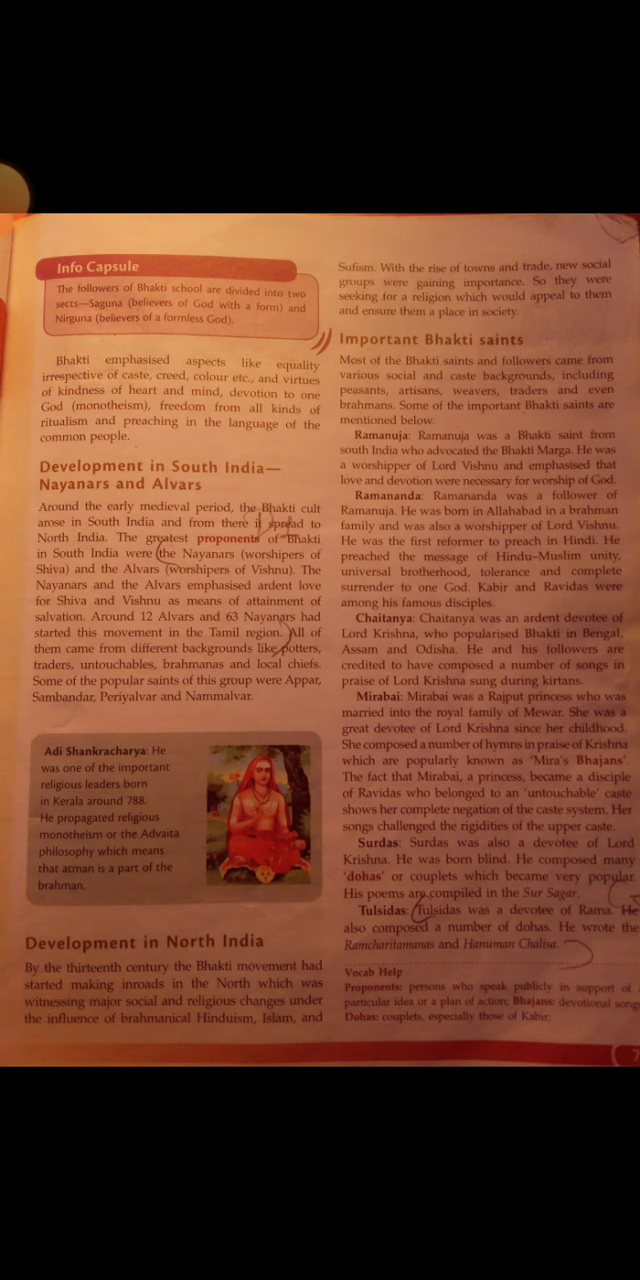 Info Capsule
The followers of Bhakti school are divided into two
sects—Saguna (believers of God with a form) and
Nirguna (believers of a formless God).
Bhakti emphasised aspects like equality
irrespective of caste, creed, colour etc., and virtues
of kindness of heart and mind, devotion to one
God (monotheism), freedom from all kinds of
ritualism and preaching in the language of the
common people.
Development in South India—
Nayanars and Alvars
Around the early medieval period, the Bhakti cult
arose in South India and from there it spread to
North India. The greatest proponents of Bhakti
in South India were the Nayanars (worshipers of
Shiva) and the Alvars (worshipers of Vishnu). The
Nayanars and the Alvars emphasised ardent love
for Shiva and Vishnu as means of attainment of
salvation. Around 12 Alvars and 63 Nayanars had
started this movement in the Tamil region. All of
them came from different backgrounds like potters,
traders, untouchables, brahmanas and local chiefs.
Some of the popular saints of this group were Appar,
Sambandar, Periyalvar and Nammalvar.
Adi Shankracharya: He
was one of the important
religious leaders born
in Kerala around 788.
He propagated religious
monotheism or the Advaita
philosophy which means
that atman is a part of the
brahman.
Development in North India
By the thirteenth century the Bhakti movement had
started making inroads in the North which was
witnessing major social and religious changes under
the influence of brahmanical Hinduism, Islam, and
Sufism. With the rise of towns and trade, new social
groups were gaining importance. So they were
seeking for a religion which would appeal to them
and ensure them a place in society.
Important Bhakti saints
Most of the Bhakti saints and followers came from
various social and caste backgrounds, including
peasants, artisans, weavers, traders and even
brahmans. Some of the important Bhakti saints are
mentioned below:
Ramanuja: Ramanuja was a Bhakti saint from
south India who advocated the Bhakti Marga. He was
a worshipper of Lord Vishnu and emphasised that
love and devotion were necessary for worship of God.
Ramananda: Ramananda was a follower of
Ramanuja. He was born in Allahabad in a brahman
family and was also a worshipper of Lord Vishnu.
He was the first reformer to preach in Hindi. He
preached the message of Hindu–Muslim unity,
universal brotherhood, tolerance and complete
surrender to one God. Kabir and Ravidas were
among his famous disciples.
Chaitanya: Chaitanya was an ardent devotee of
Lord Krishna, who popularised Bhakti in Bengal,
Assam and Odisha. He and his followers are
credited to have composed a number of songs in
praise of Lord Krishna sung during kirtans.
Mirabai: Mirabai was a Rajput princess who was
married into the royal family of Mewar. She was a
great devotee of Lord Krishna since her childhood.
She composed a number of hymns in praise of Krishna
which are popularly known as 'Mira's Bhajans'.
The fact that Mirabai, a princess, became a disciple
of Ravidas who belonged to an 'untouchable' caste
shows her complete negation of the caste system. Her
songs challenged the rigidities of the upper caste.
Surdas: Surdas was also a devotee of Lord
Krishna. He was born blind. He composed many
'dohas' or couplets which became very popular.
His poems are compiled in the Sur Sagar.
Tulsidas: Tulsidas was a devotee of Rama. He
also composed a number of dohas. He wrote the
Ramcharitamanas and Hanuman Chalisa.
Vocab Help
Proponents: persons who speak publicly in support of
particular idea or a plan of action; Bhajans: devotional song
Dohas: couplets, especially those of Kabir;
7